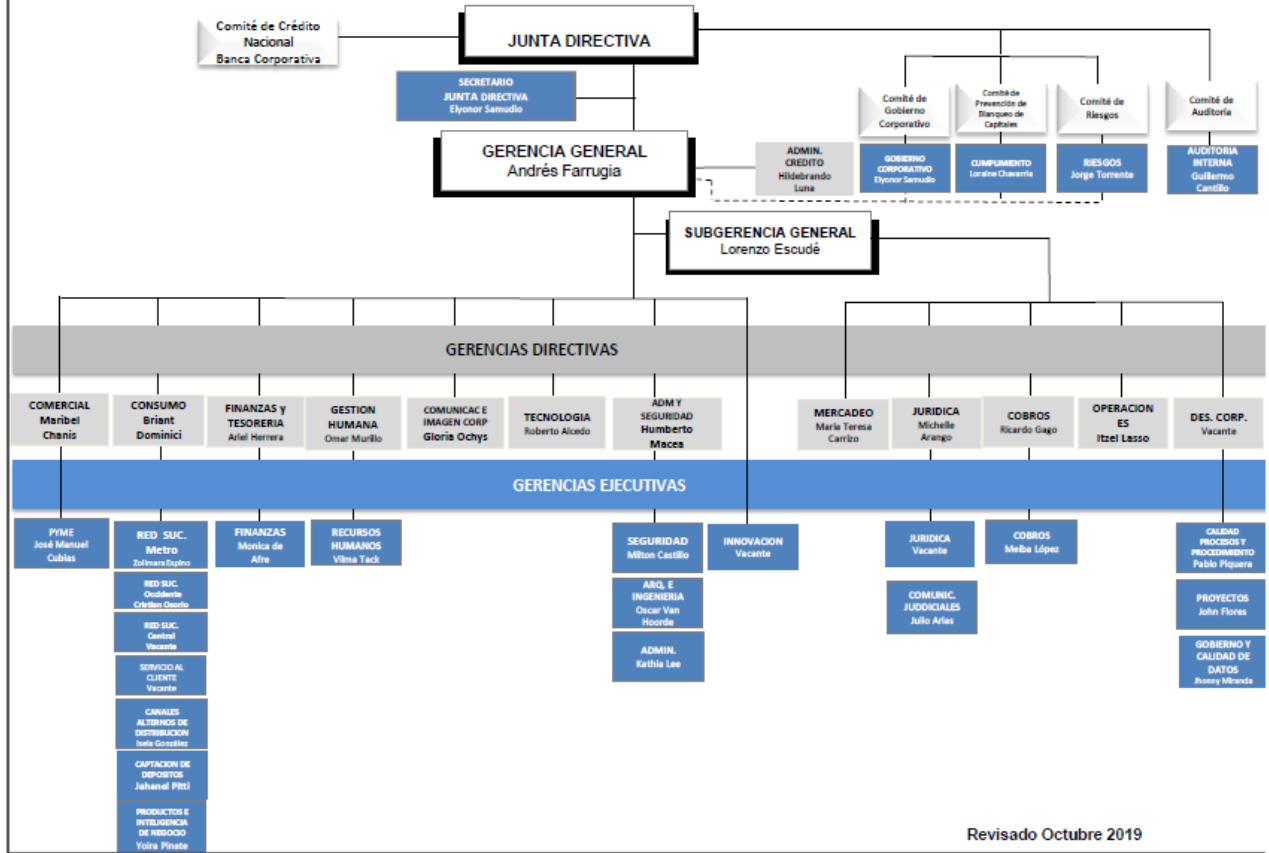 Comité de Crédito
Nacional
Banca Corporativa
JUNTA DIRECTIVA
SECRETARIO
JUNTA DIRECTIVA
Elyonor Samudio
Comité de
Gobierno
Corporativo
Comité de
Prevención de
Blanqueo de
Capitales
Comité de
Riesgos
Comité de
Auditoría
GERENCIA GENERAL
Andrés Farrugia
ADMIN.
CREDITO
Hildebrando
Luna
GOBIERNO
CORPORATIVO
Elyonor Samudio
CUMPLIMIENTO
Loraine Chavarria
RIESGOS
Jorge Torrente
AUDITORIA
INTERNA
Guillermo
Cantillo
SUBGERENCIA GENERAL
Lorenzo Escudé
GERENCIAS DIRECTIVAS
COMERCIAL
Maribel
Chanis
CONSUMO
Briant
Dominici
FINANZAS y
TESORERIA
Ariel Herrera
GESTION
HUMANA
Omar Murillo
COMUNICAC E
IMAGEN CORP
Gloria Ochys
TECNOLOGIA
Roberto Alcedo
ADM Y
SEGURIDAD
Humberto
Macea
MERCADEO
Maria Teresa
Carrizo
JURIDICA
Michelle
Arango
COBROS
Ricardo Gago
OPERACION
ES
Itzel Lasso
DES. CORP.
Vacante
GERENCIAS EJECUTIVAS
PYME
José Manuel
Cubias
RED SUC.
Metro
Zolimara Espino
RED SUC.
Occidente
Cristian Osorio
RED SUC.
Central
Vacante
SERVICIO AL
CLIENTE
Vacante
CANALES
ALTERNOS DE
DISTRIBUCION
Isela González
CAPTACION DE
DEPOSITOS
Jahanel Pitti
PRODUCTOS E
INTELIGENCIA
DE NEGOCIO
Yoira Pinate
FINANZAS
Monica de
Afre
RECURSOS
HUMANOS
Vilma Tack
SEGURIDAD
Milton Castillo
ARQ. E
INGENIERIA
Oscar Van
Hoorde
ADMIN.
Kathia Lee
INNOVACION
Vacante
JURIDICA
Vacante
COMUNIC.
JUDDICIALES
Julio Arias
COBROS
Melba López
CALIDAD
PROCESOS Y
PROCEDIMIENTO
Pablo Piquera
PROYECTOS
John Flores
GOBIERNO Y
CALIDAD DE
DATOS
Jhonny Miranda
Revisado Octubre 2019